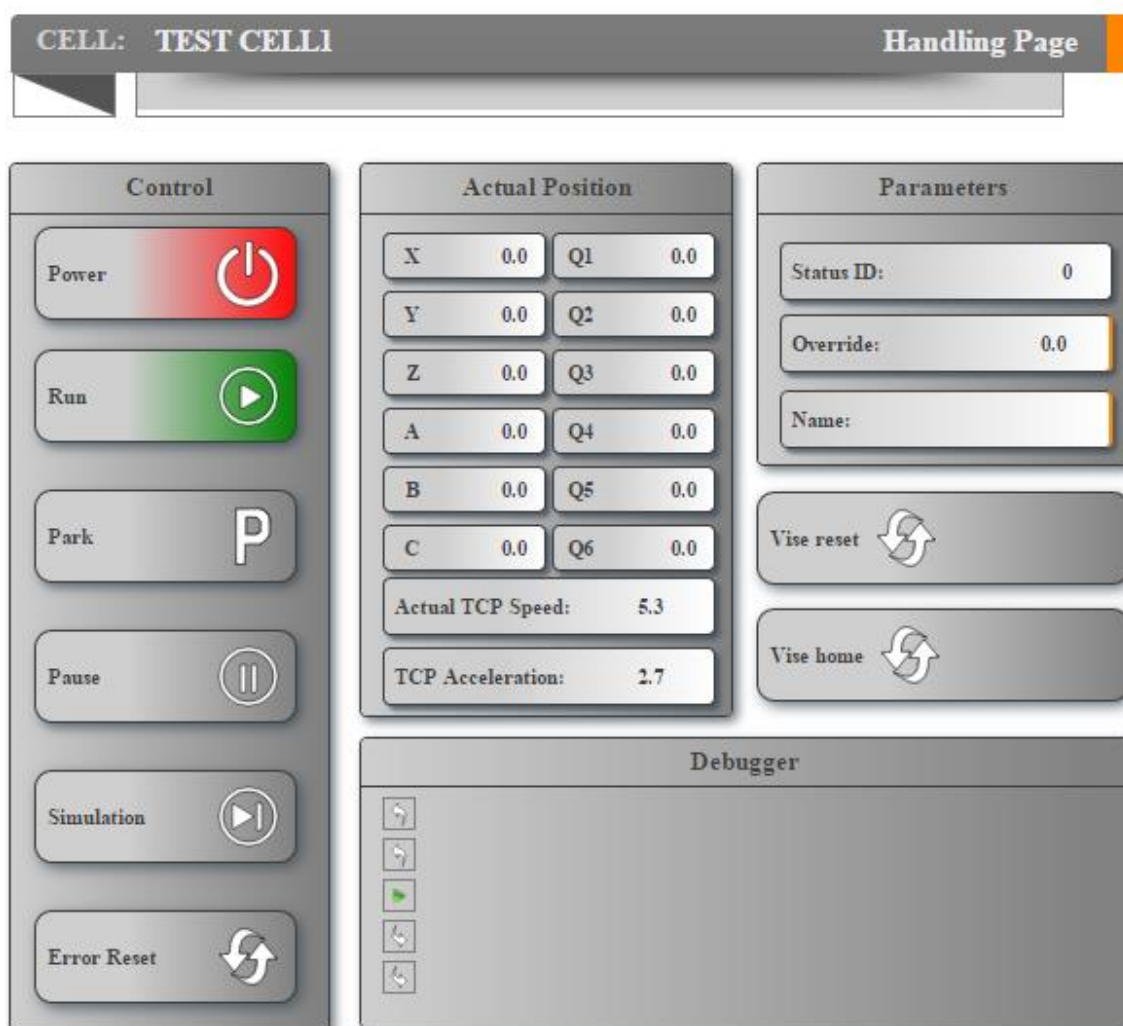 CELL: TEST CELL1 Handling Page
Control
Power
Run
Park P
Pause
Simulation
Error Reset
Actual Position
X 0.0 Q1 0.0
Y 0.0 Q2 0.0
Z 0.0 Q3 0.0
A 0.0 Q4 0.0
B 0.0 Q5 0.0
C 0.0 Q6 0.0
Actual TCP Speed: 5.3
TCP Acceleration: 2.7
Parameters
Status ID: 0
Override: 0.0
Name:
Vise reset
Vise home
Debugger